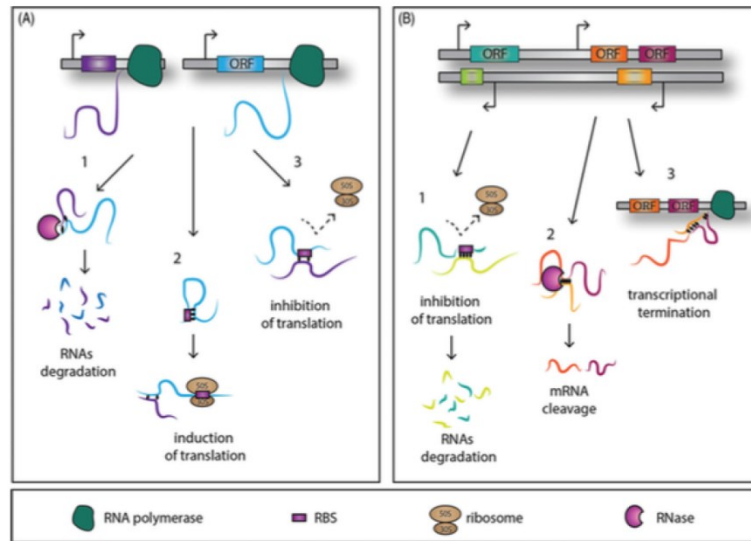 (A)
ORF
1
3
50S
30S
2
inhibition
of translation
RNAs
degradation
50S
30S
induction
of translation
(B)
ORF
ORF
ORF
1
50S
30S
2
3
ORF
ORF
inhibition
of translation
transcriptional
termination
mRNA
cleavage
RNAs
degradation
RNA polymerase
RBS
50S
30S
ribosome
RNase